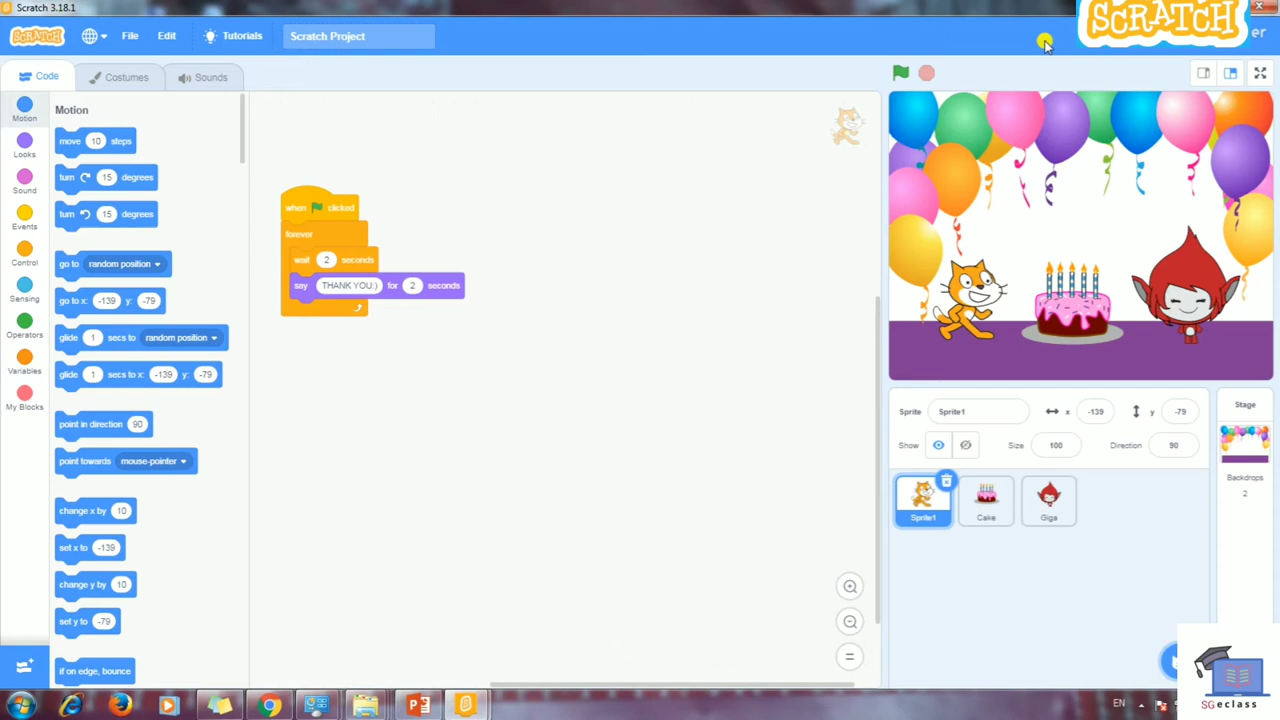 Scratch 3.18.1
SCRATCH
SCRATCH
File
Edit
Tutorials
Scratch Project
er
Code
Costumes
Sounds
Motion
Looks
Sound
Events
Control
Sensing
Operators
Variables
My Blocks
Motion
move 10 steps
turn 15 degrees
turn 15 degrees
go to random position
go to x: -139 y: -79
glide 1 secs to random position
glide 1 secs to x: -139 y: -79
point in direction 90
point towards mouse-pointer
change x by 10
set x to -139
change y by 10
set y to -79
if on edge, bounce
when clicked
forever
wait 2 seconds
say THANK YOU:) for 2 seconds
Sprite Sprite1 x -139 y -79
Show Size 100 Direction 90
Sprite1
Cake
Giga
Stage
Backdrops
2
EN
SGeclass